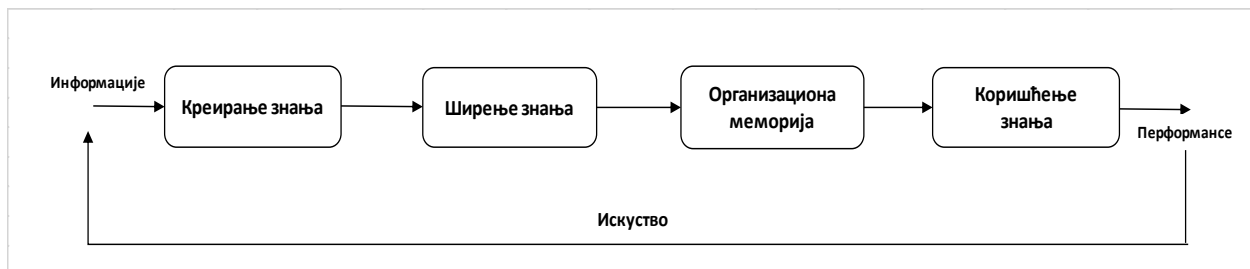 Информације
Креирање знања
Ширење знања
Организациона
меморија
Коришћење
знања
Перформансе
Искуство